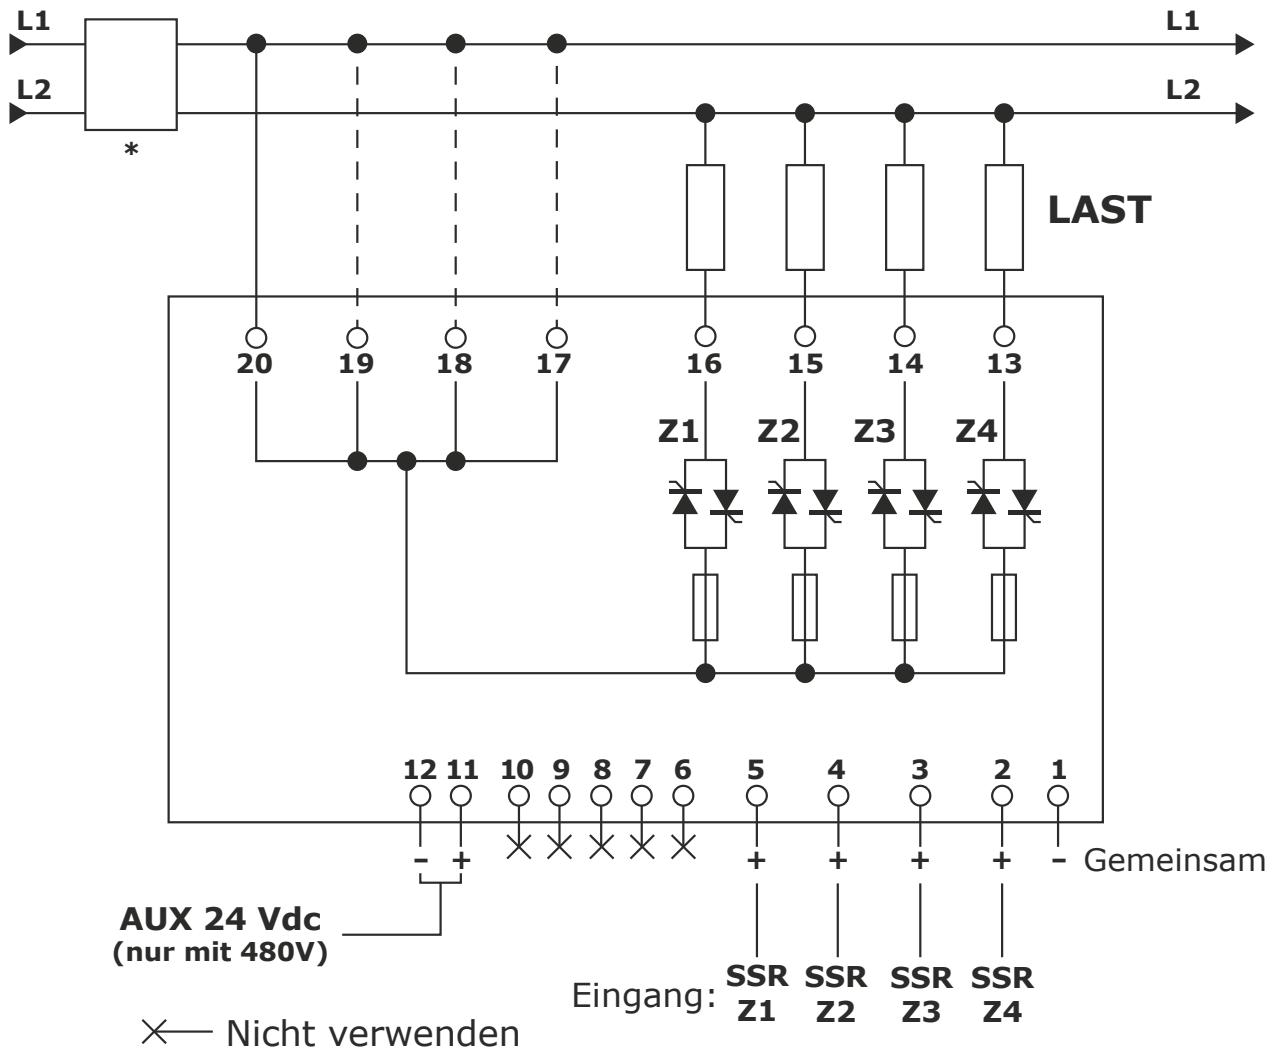 L1 L1
L2 L2
*
LAST
20 19 18 17 16 15 14 13
Z1 Z2 Z3 Z4
12 11 10 9 8 7 6 5 4 3 2 1
- + + + + + - Gemeinsam
AUX 24 Vdc
(nur mit 480V)
Eingang: SSR SSR SSR SSR
Z1 Z2 Z3 Z4
Nicht verwenden